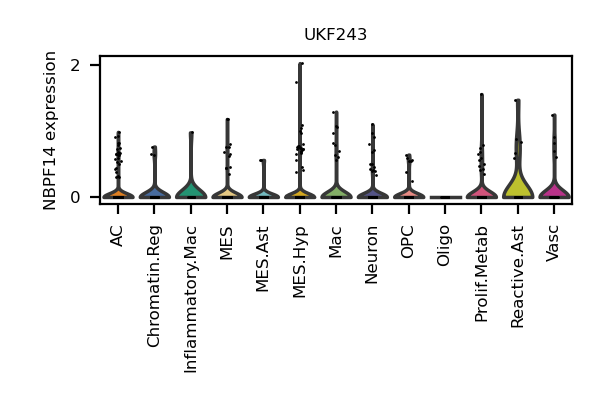 UKF243
NBPF14 expression
2
0
AC
Chromatin.Reg
Inflammatory.Mac
MES
MES.Ast
MES.Hyp
Mac
Neuron
OPC
Oligo
Prolif.Metab
Reactive.Ast
Vasc